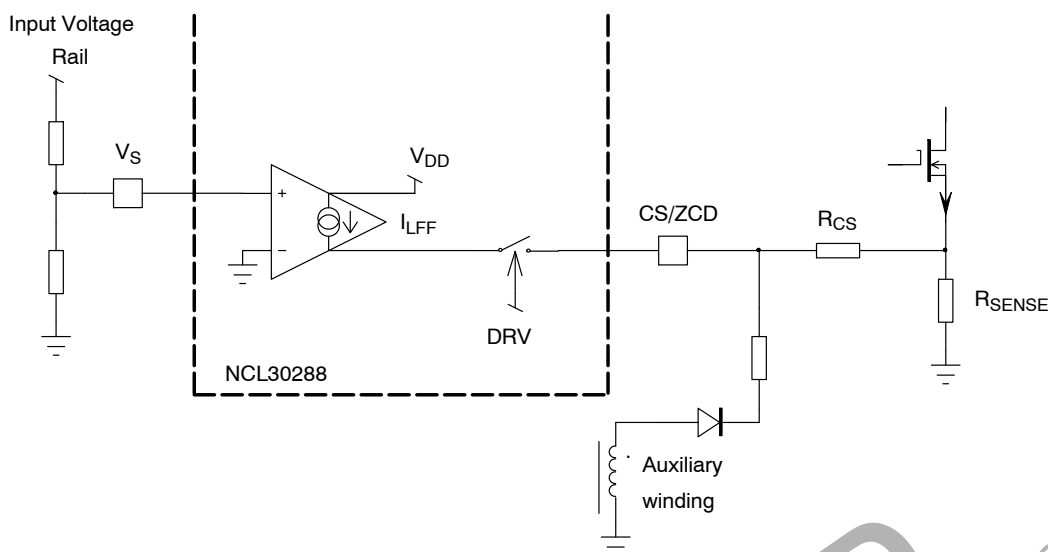 Input Voltage
Rail
V_S
V_DD
I_LFF
+
−
DRV
CS/ZCD
R_CS
R_SENSE
NCL30288
Auxiliary
winding